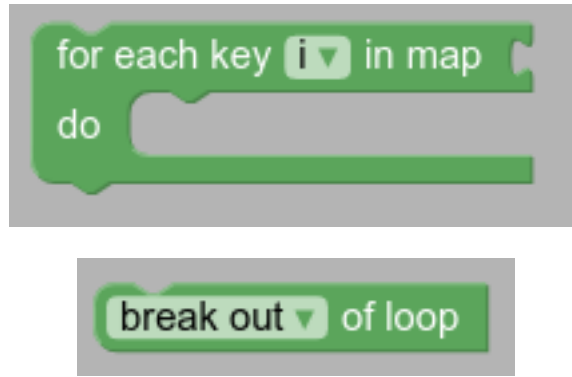 for each key i in map
do
break out of loop